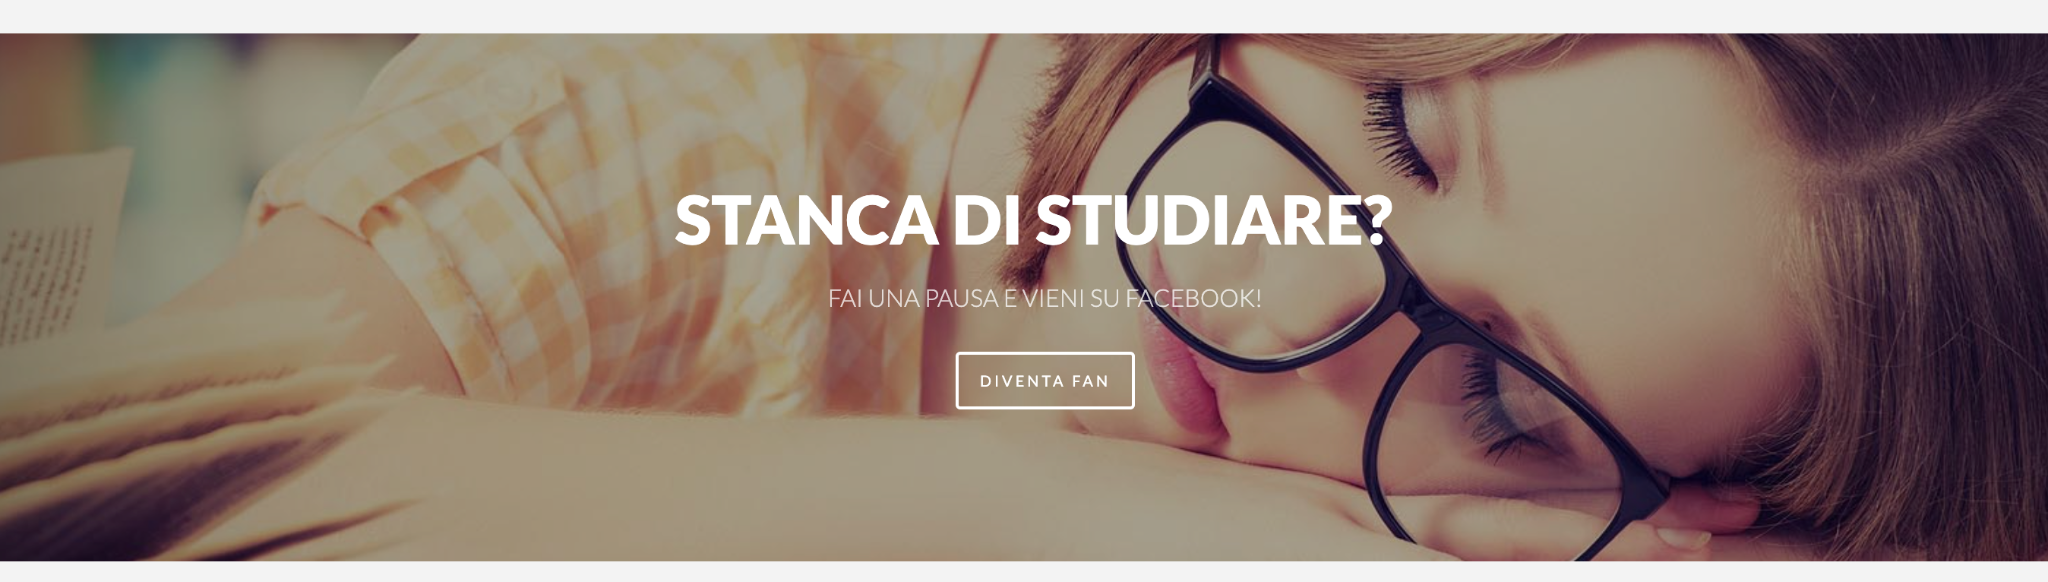 STANCA DI STUDIARE?
FAI UNA PAUSA E VIENI SU FACEBOOK!
DIVENTA FAN